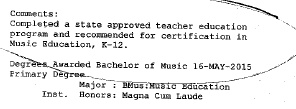 Comments:
Completed a state approved teacher education
program and recommended for certification in
Music Education, K-12.
Degrees Awarded Bachelor of Music 16-MAY-2015
Primary Degree
Major : BMus:Music Education
Inst. Honors: Magna Cum Laude